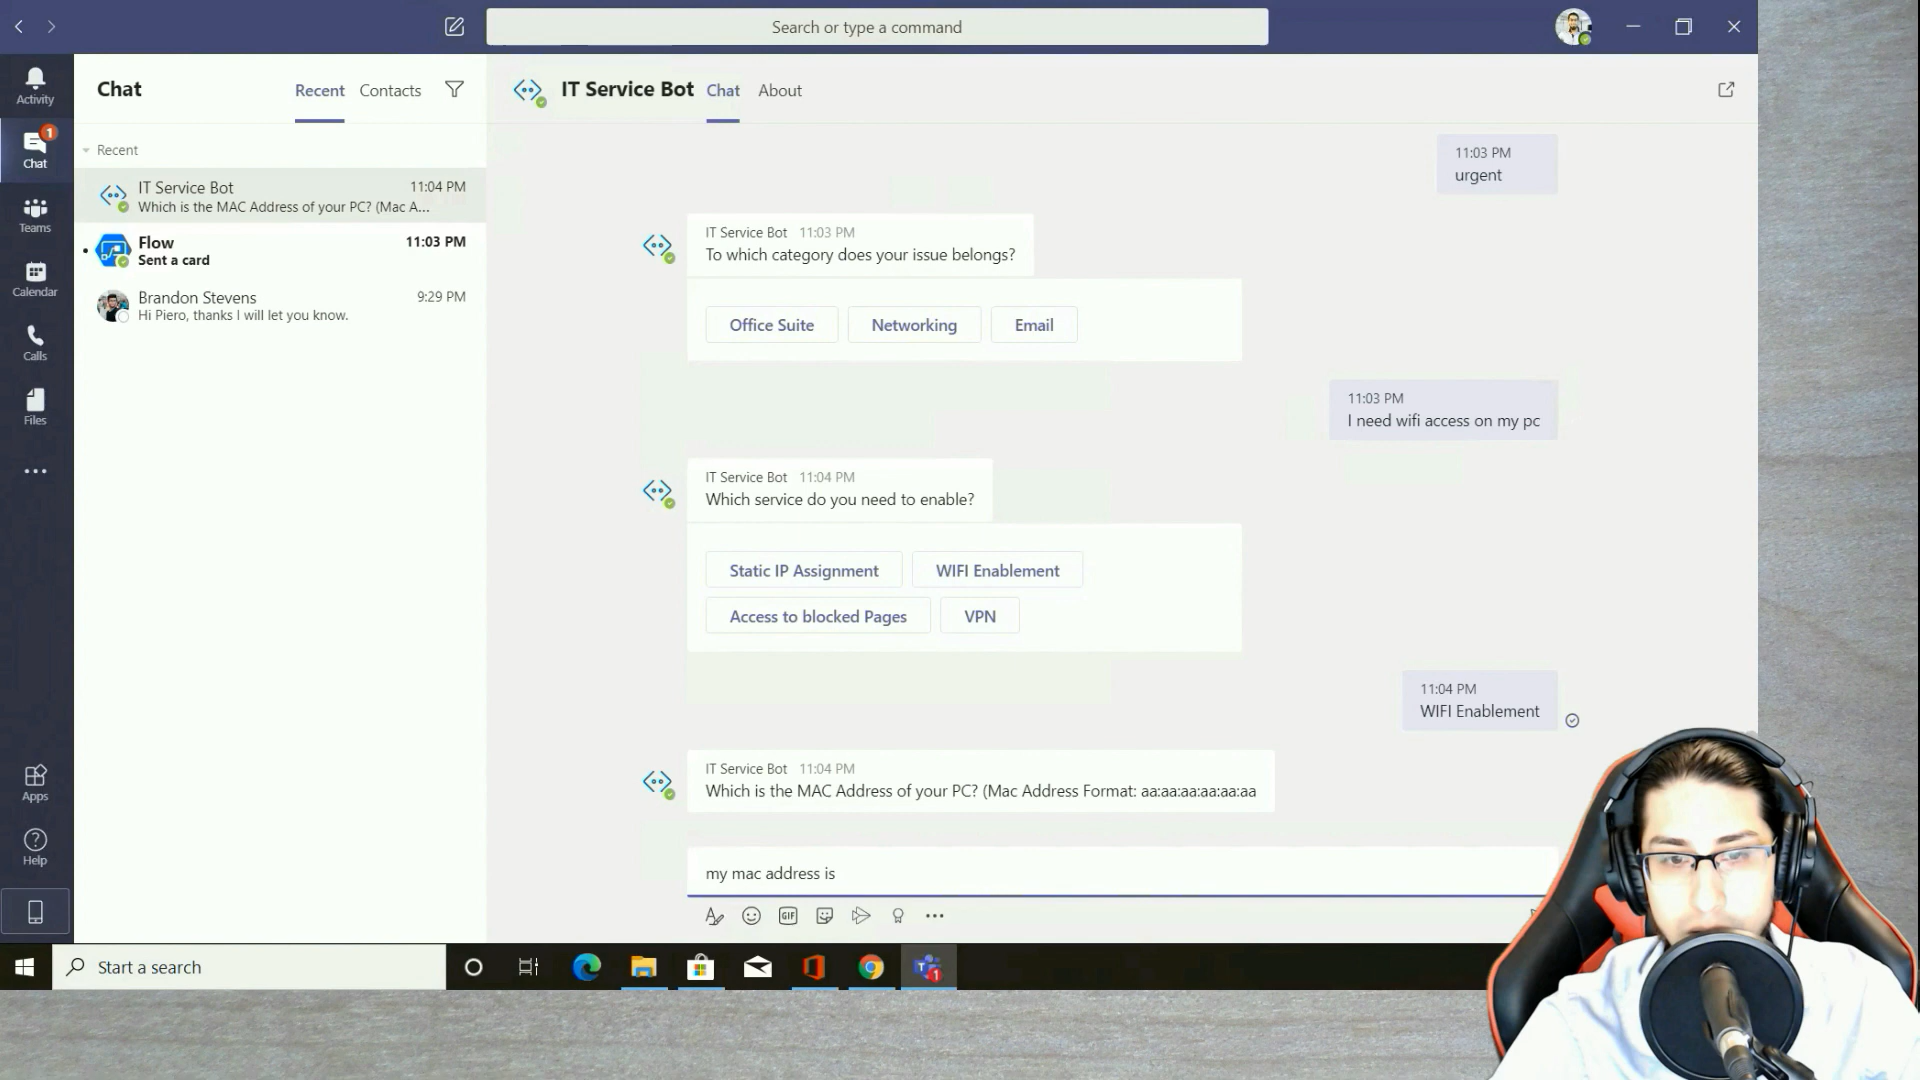 Search or type a command
Activity
1
Chat
Teams
Calendar
Calls
Files
Apps
Help
Chat
Recent
Contacts
Recent
IT Service Bot
11:04 PM
Which is the MAC Address of your PC? (Mac A...
Flow
11:03 PM
Sent a card
Brandon Stevens
9:29 PM
Hi Piero, thanks I will let you know.
IT Service Bot
Chat
About
11:03 PM
urgent
IT Service Bot 11:03 PM
To which category does your issue belongs?
Office Suite
Networking
Email
11:03 PM
I need wifi access on my pc
IT Service Bot 11:04 PM
Which service do you need to enable?
Static IP Assignment
WIFI Enablement
Access to blocked Pages
VPN
11:04 PM
WIFI Enablement
IT Service Bot 11:04 PM
Which is the MAC Address of your PC? (Mac Address Format: aa:aa:aa:aa:aa:aa
my mac address is
GIF
Start a search
T
1